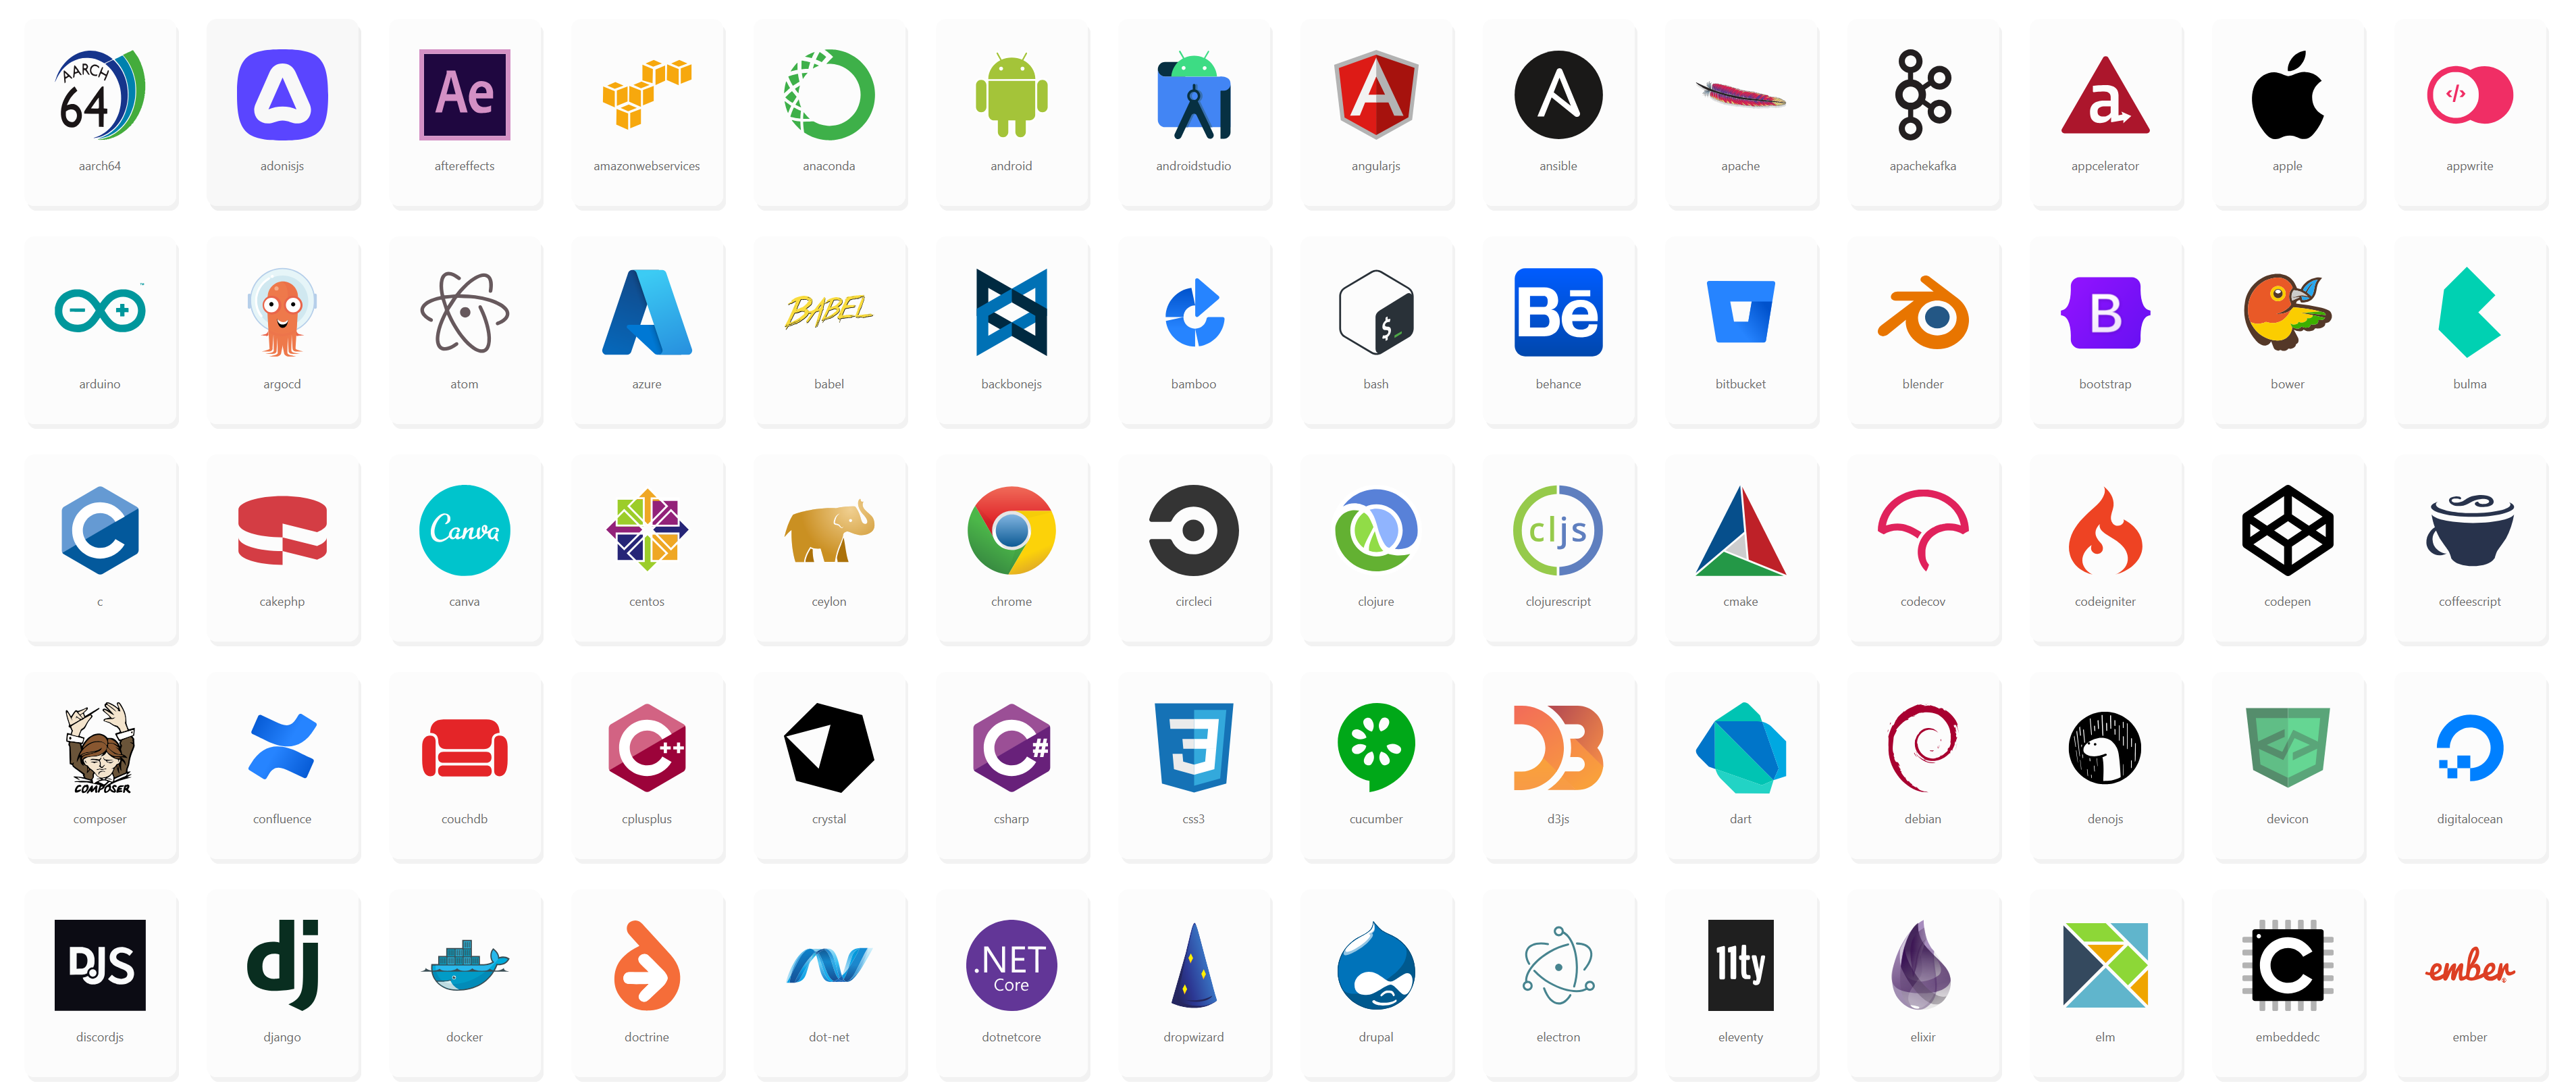 AARCH
64
Ae
</>
aarch64
adonisjs
aftereffects
amazonwebservices
anaconda
android
androidstudio
angularjs
ansible
apache
apachekafka
appcelerator
apple
appwrite
™
BABEL
$_
Bē
B
arduino
argocd
atom
azure
babel
backbonejs
bamboo
bash
behance
bitbucket
blender
bootstrap
bower
bulma
C
Canva
cljs
c
cakephp
canva
centos
ceylon
chrome
circleci
clojure
clojurescript
cmake
codecov
codeigniter
codepen
coffeescript
COMPOSER
C++
C#
3
D3
composer
confluence
couchdb
cplusplus
crystal
csharp
css3
cucumber
d3js
dart
debian
denojs
devicon
digitalocean
DJS
dj
.NET
Core
11ty
C
ember
discordjs
django
docker
doctrine
dot-net
dotnetcore
dropwizard
drupal
electron
eleventy
elixir
elm
embeddedc
ember